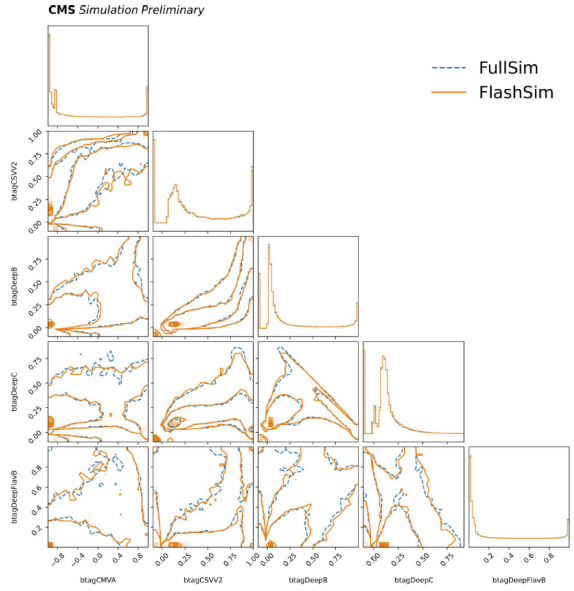 CMS Simulation Preliminary
FullSim
FlashSim
btagCSVV2
1.00
0.75
0.50
0.25
0.00
btagDeepB
0.75
0.50
0.25
0.00
btagDeepC
0.75
0.50
0.25
0.00
btagDeepFlavB
0.8
0.6
0.4
0.2
−0.8 −0.4 0.0 0.4 0.8
0.00 0.25 0.50 0.75 1.00
0.00 0.25 0.50 0.75
0.00 0.25 0.50 0.75
0.2 0.4 0.6 0.8
btagCMVA btagCSVV2 btagDeepB btagDeepC btagDeepFlavB